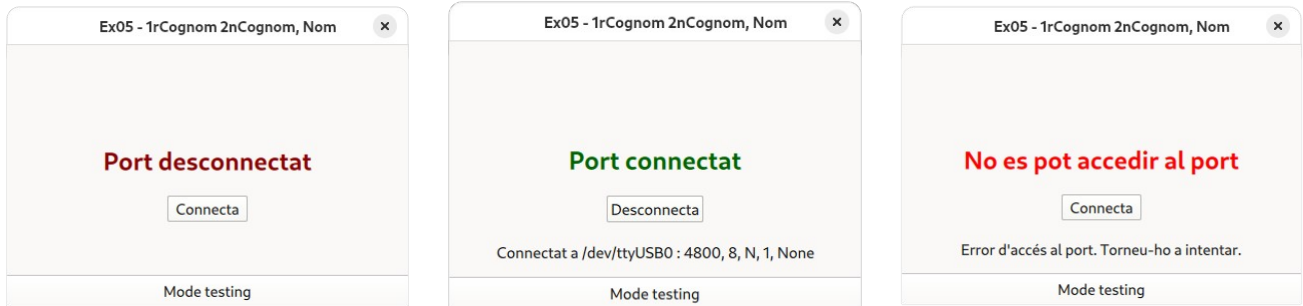 Ex05 - 1rCognom 2nCognom, Nom
Port desconnectat
Connecta
Mode testing
Ex05 - 1rCognom 2nCognom, Nom
Port connectat
Desconnecta
Connectat a /dev/ttyUSB0 : 4800, 8, N, 1, None
Mode testing
Ex05 - 1rCognom 2nCognom, Nom
No es pot accedir al port
Connecta
Error d'accés al port. Torneu-ho a intentar.
Mode testing